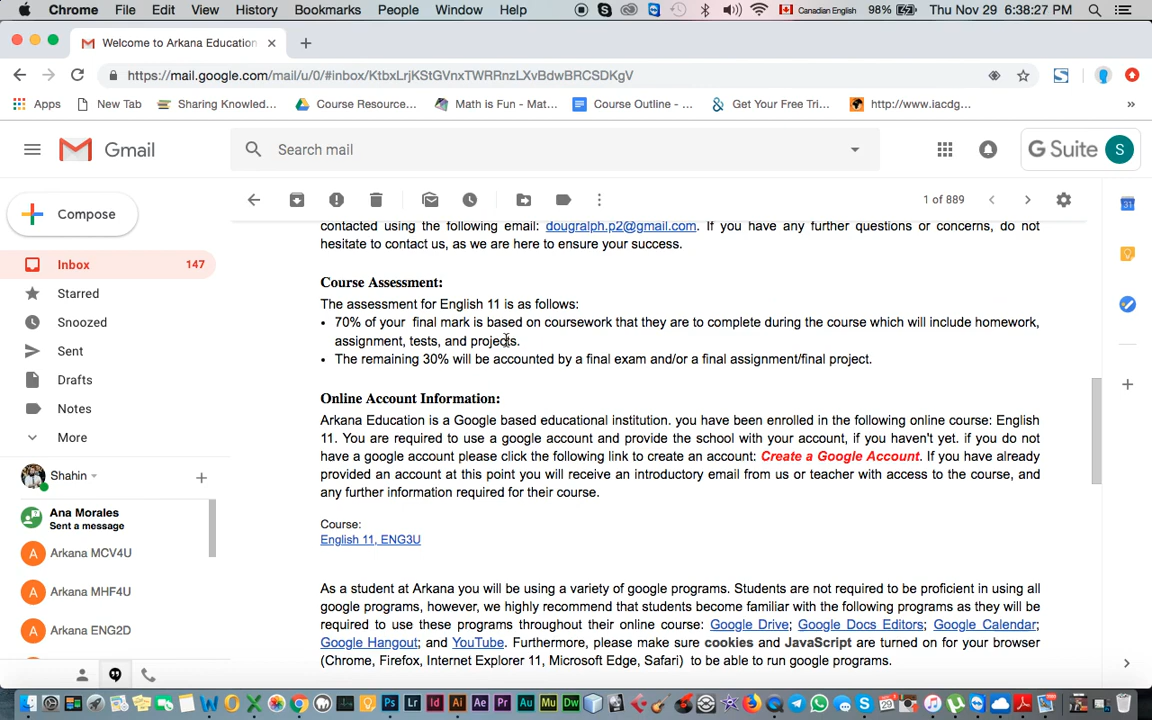 Chrome File Edit View History Bookmarks People Window Help Canadian English 98% Thu Nov 29 6:38:27 PM
Welcome to Arkana Education
https://mail.google.com/mail/u/0/#inbox/KtbxLrjKStGVnxTWRRnzLXvBdwBRCSDKgV
Apps New Tab Sharing Knowled... Course Resource... Math is Fun - Mat... Course Outline - ... Get Your Free Tri... http://www.iacdg... »
Gmail Search mail G Suite S
Compose 1 of 889
contacted using the following email: dougralph.p2@gmail.com. If you have any further questions or concerns, do not
hesitate to contact us, as we are here to ensure your success.
Course Assessment:
The assessment for English 11 is as follows:
• 70% of your final mark is based on coursework that they are to complete during the course which will include homework,
assignment, tests, and projects.
• The remaining 30% will be accounted by a final exam and/or a final assignment/final project.
Online Account Information:
Arkana Education is a Google based educational institution. you have been enrolled in the following online course: English
11. You are required to use a google account and provide the school with your account, if you haven't yet. if you do not
have a google account please click the following link to create an account: Create a Google Account. If you have already
provided an account at this point you will receive an introductory email from us or teacher with access to the course, and
any further information required for their course.
Course:
English 11, ENG3U
As a student at Arkana you will be using a variety of google programs. Students are not required to be proficient in using all
google programs, however, we highly recommend that students become familiar with the following programs as they will be
required to use these programs throughout their online course: Google Drive; Google Docs Editors; Google Calendar;
Google Hangout; and YouTube. Furthermore, please make sure cookies and JavaScript are turned on for your browser
(Chrome, Firefox, Internet Explorer 11, Microsoft Edge, Safari) to be able to run google programs.
Inbox 147
Starred
Snoozed
Sent
Drafts
Notes
More
Shahin
Ana Morales
Sent a message
A Arkana MCV4U
A Arkana MHF4U
A Arkana ENG2D
31
W X Ps Lr Id Ai Ae Pr Au Mu Dw